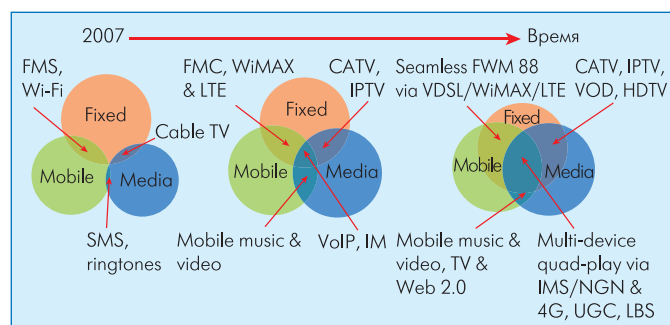 2007
Время
FMS,
Wi-Fi
Fixed
Cable TV
Mobile
Media
SMS,
ringtones
FMC, WiMAX
& LTE
CATV,
IPTV
Fixed
Mobile
Media
Mobile music &
video
VoIP, IM
Seamless FWM 88
via VDSL/WiMAX/LTE
CATV, IPTV,
VOD, HDTV
Fixed
Mobile
Media
Mobile music &
video, TV &
Web 2.0
Multi-device
quad-play via
IMS/NGN &
4G, UGC, LBS